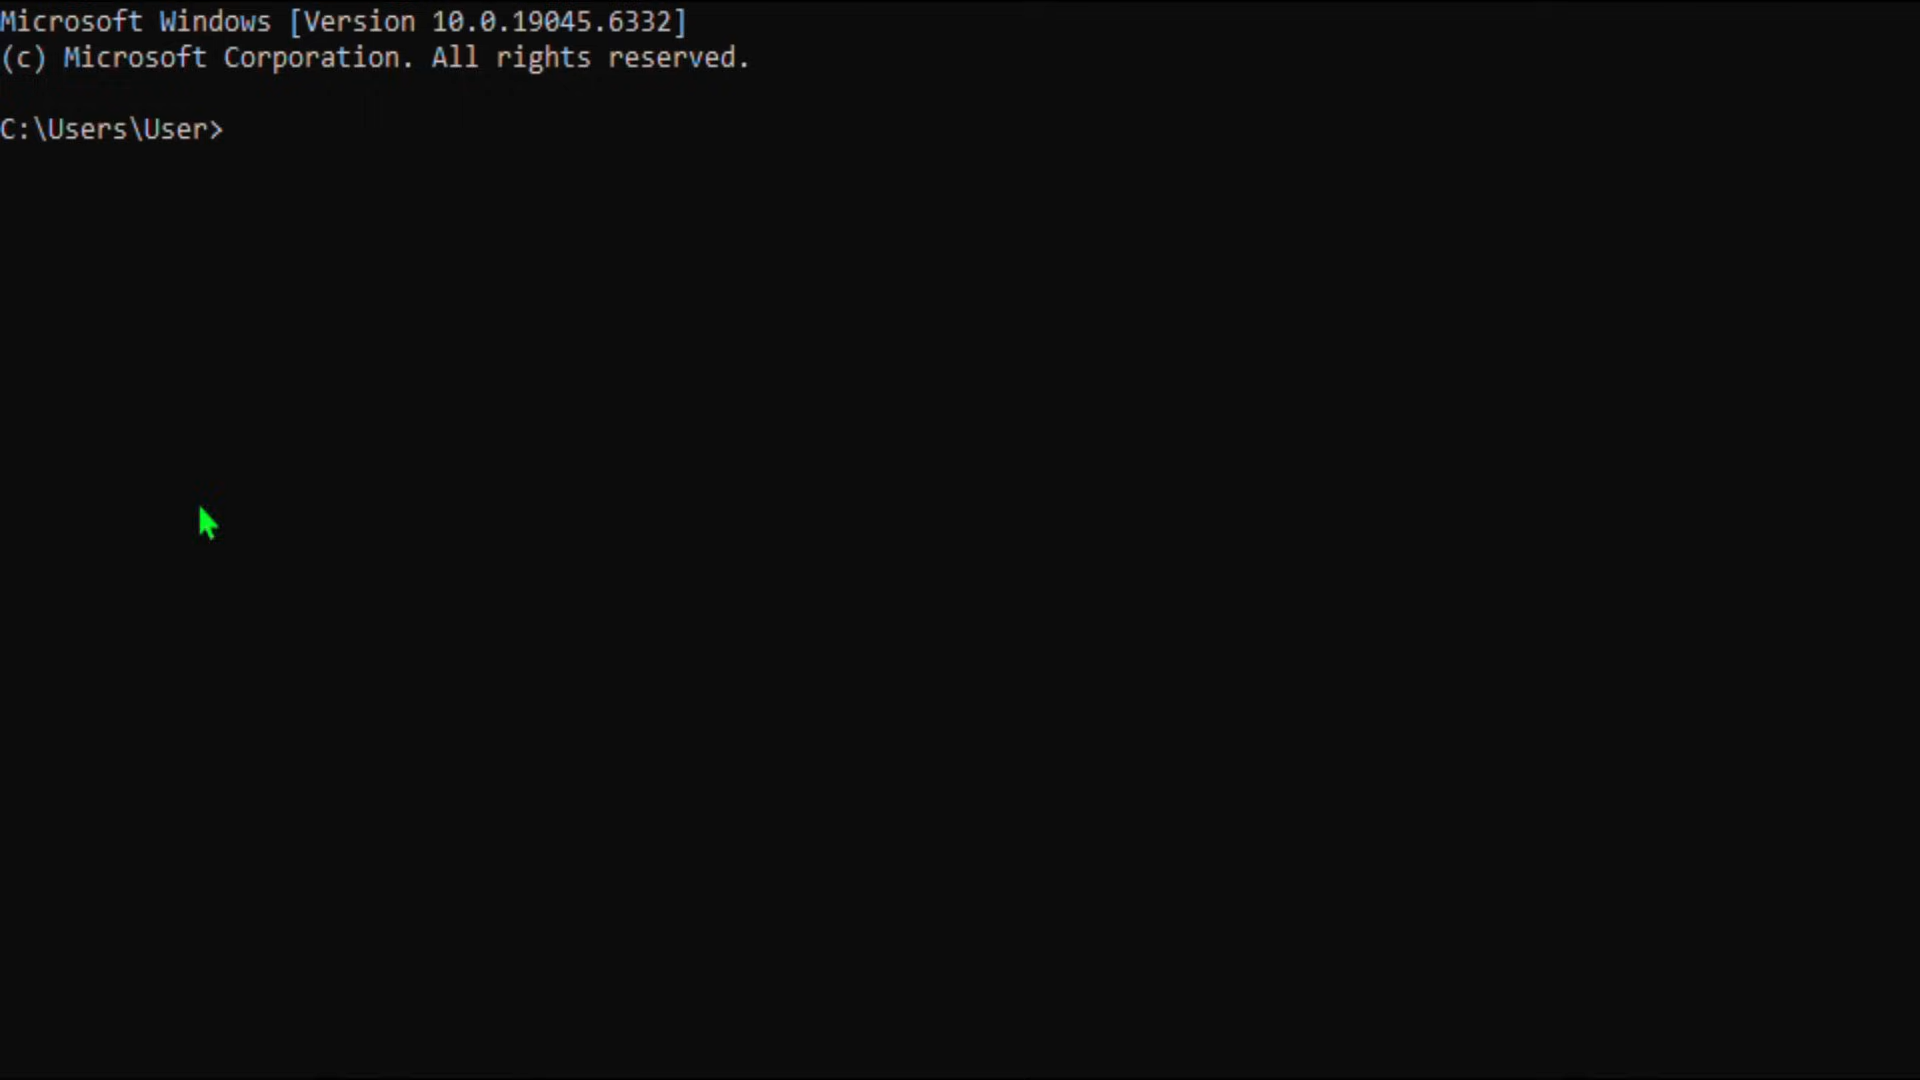 Microsoft Windows [Version 10.0.19045.6332]
(c) Microsoft Corporation. All rights reserved.
C:\Users\User>